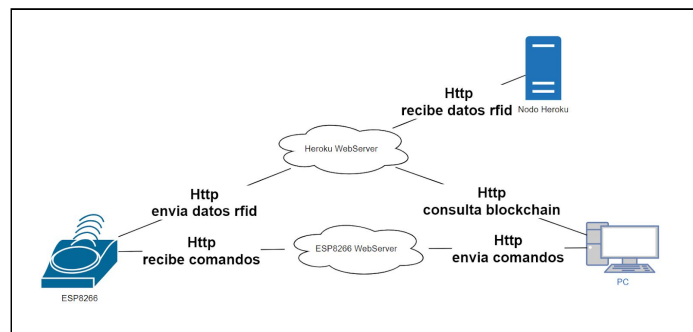 Http
recibe datos rfid
Nodo Heroku
Heroku WebServer
Http
envia datos rfid
Http
consulta blockchain
Http
recibe comandos
ESP8266 WebServer
Http
envia comandos
ESP8266
PC